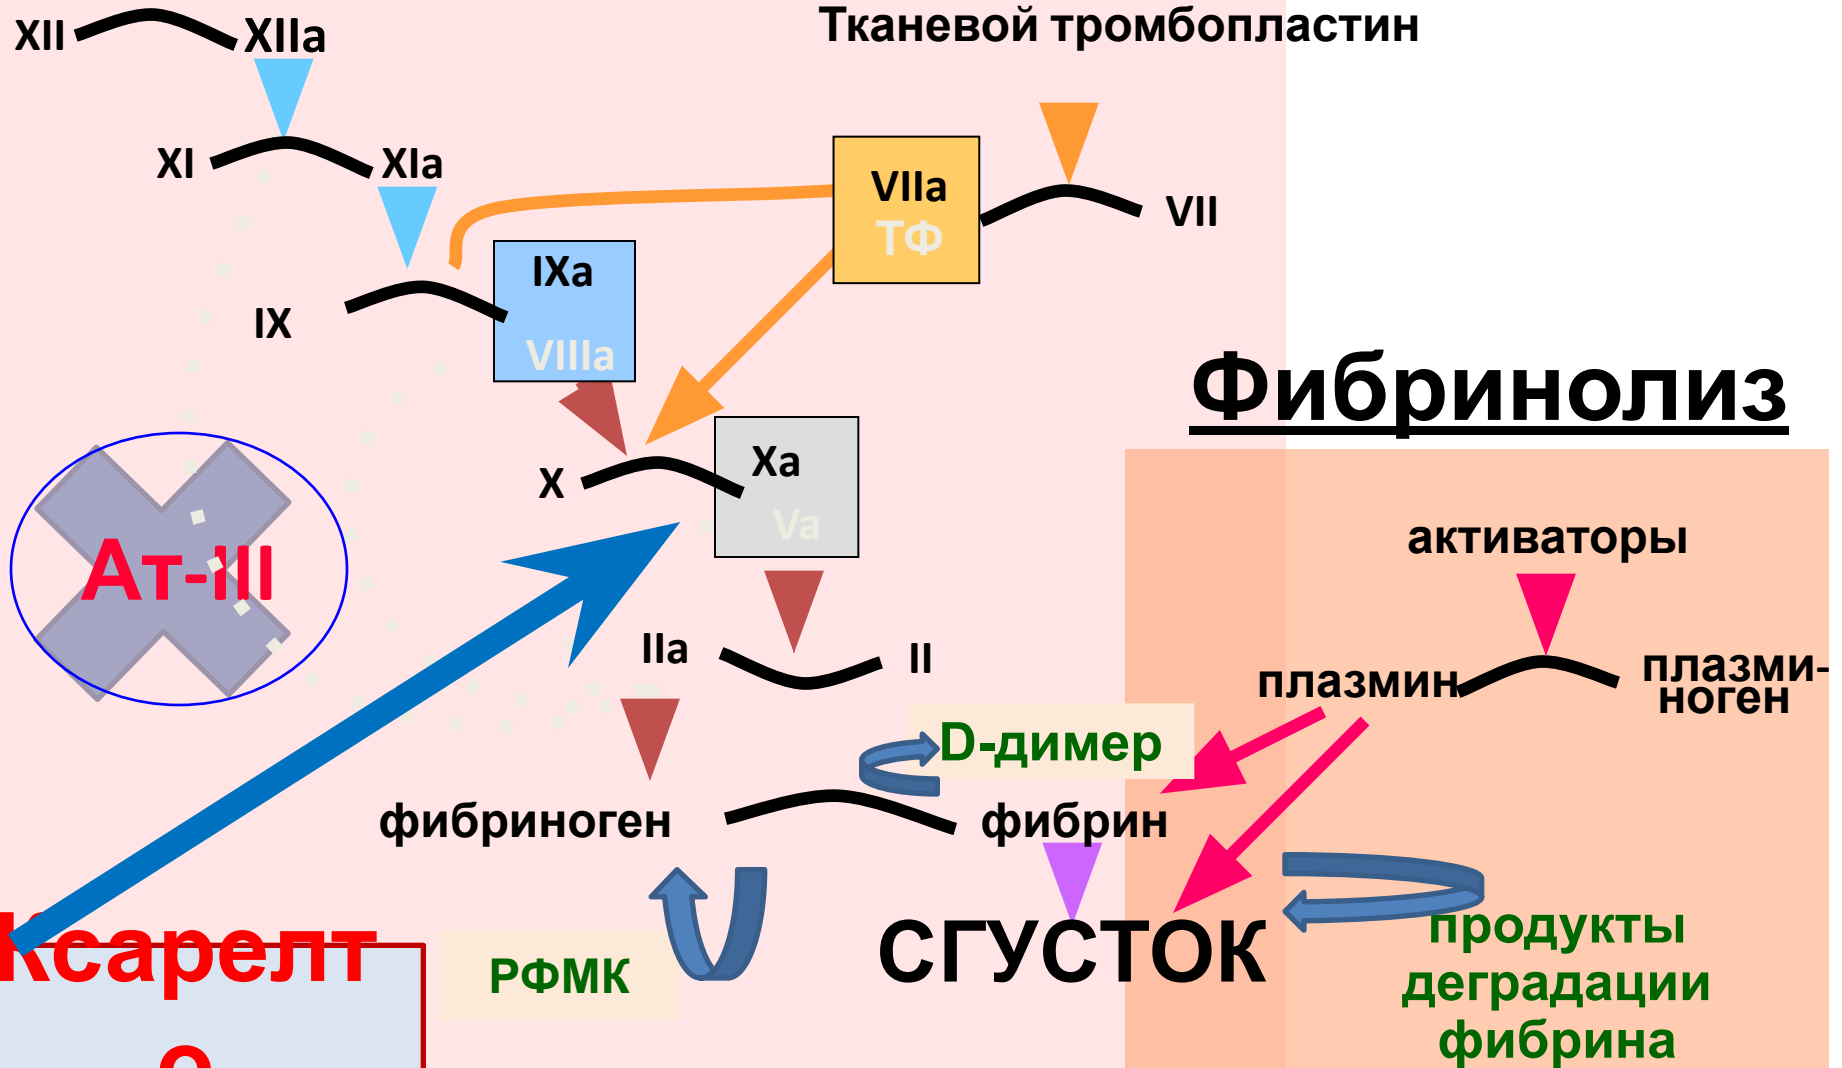 XII
XIIa
Тканевой тромбопластин
XI
XIa
VIIa
ТФ
VII
IXa
IX
VIIIa
Фибринолиз
Xa
X
Va
активаторы
Ат-III
IIa
II
плазмин
плазми-
ноген
D-димер
фибриноген
фибрин
Ксарелт
о
РФМК
СГУСТОК
продукты
деградации
фибрина